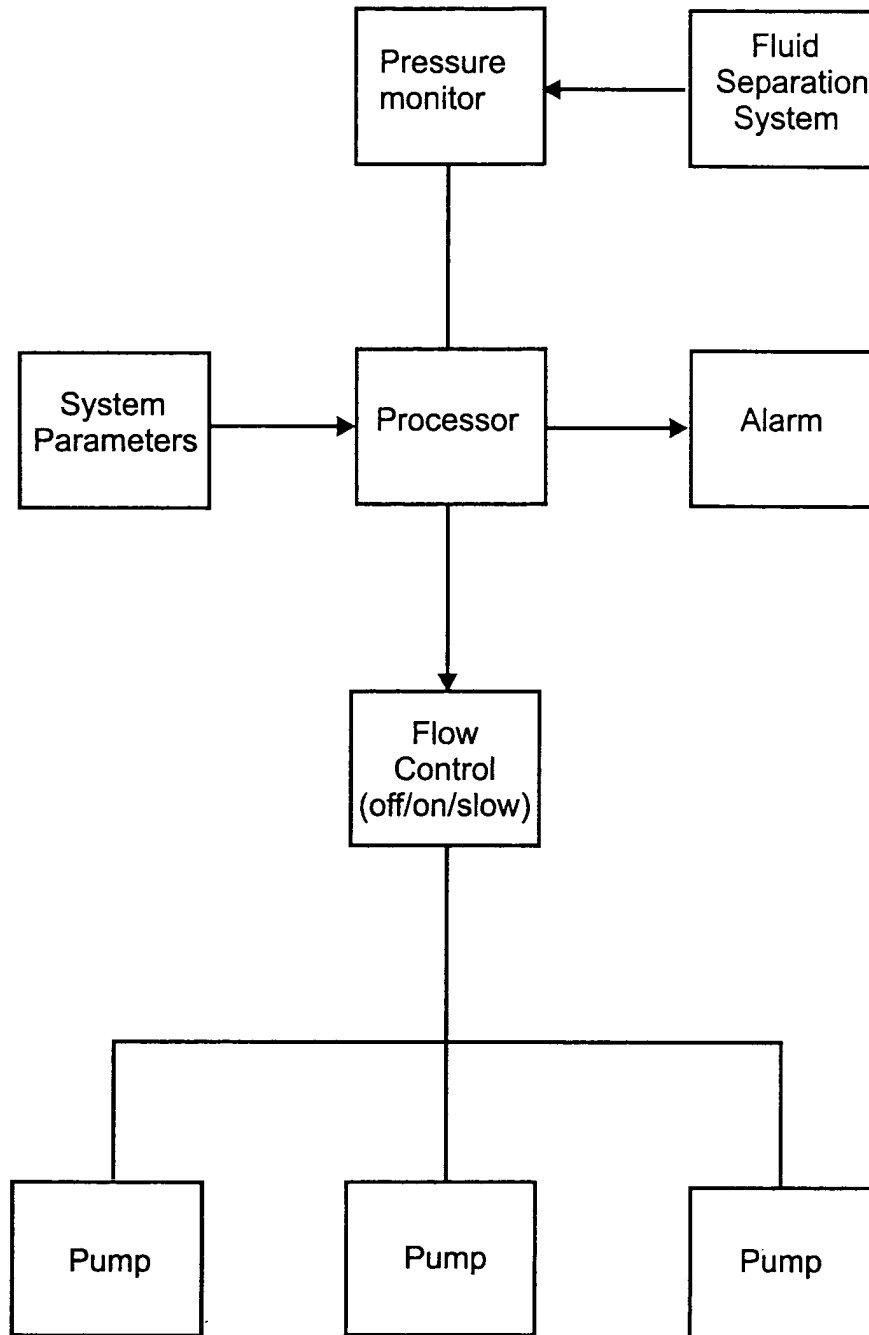 Pressure
monitor
Fluid
Separation
System
System
Parameters
Processor
Alarm
Flow
Control
(off/on/slow)
Pump
Pump
Pump